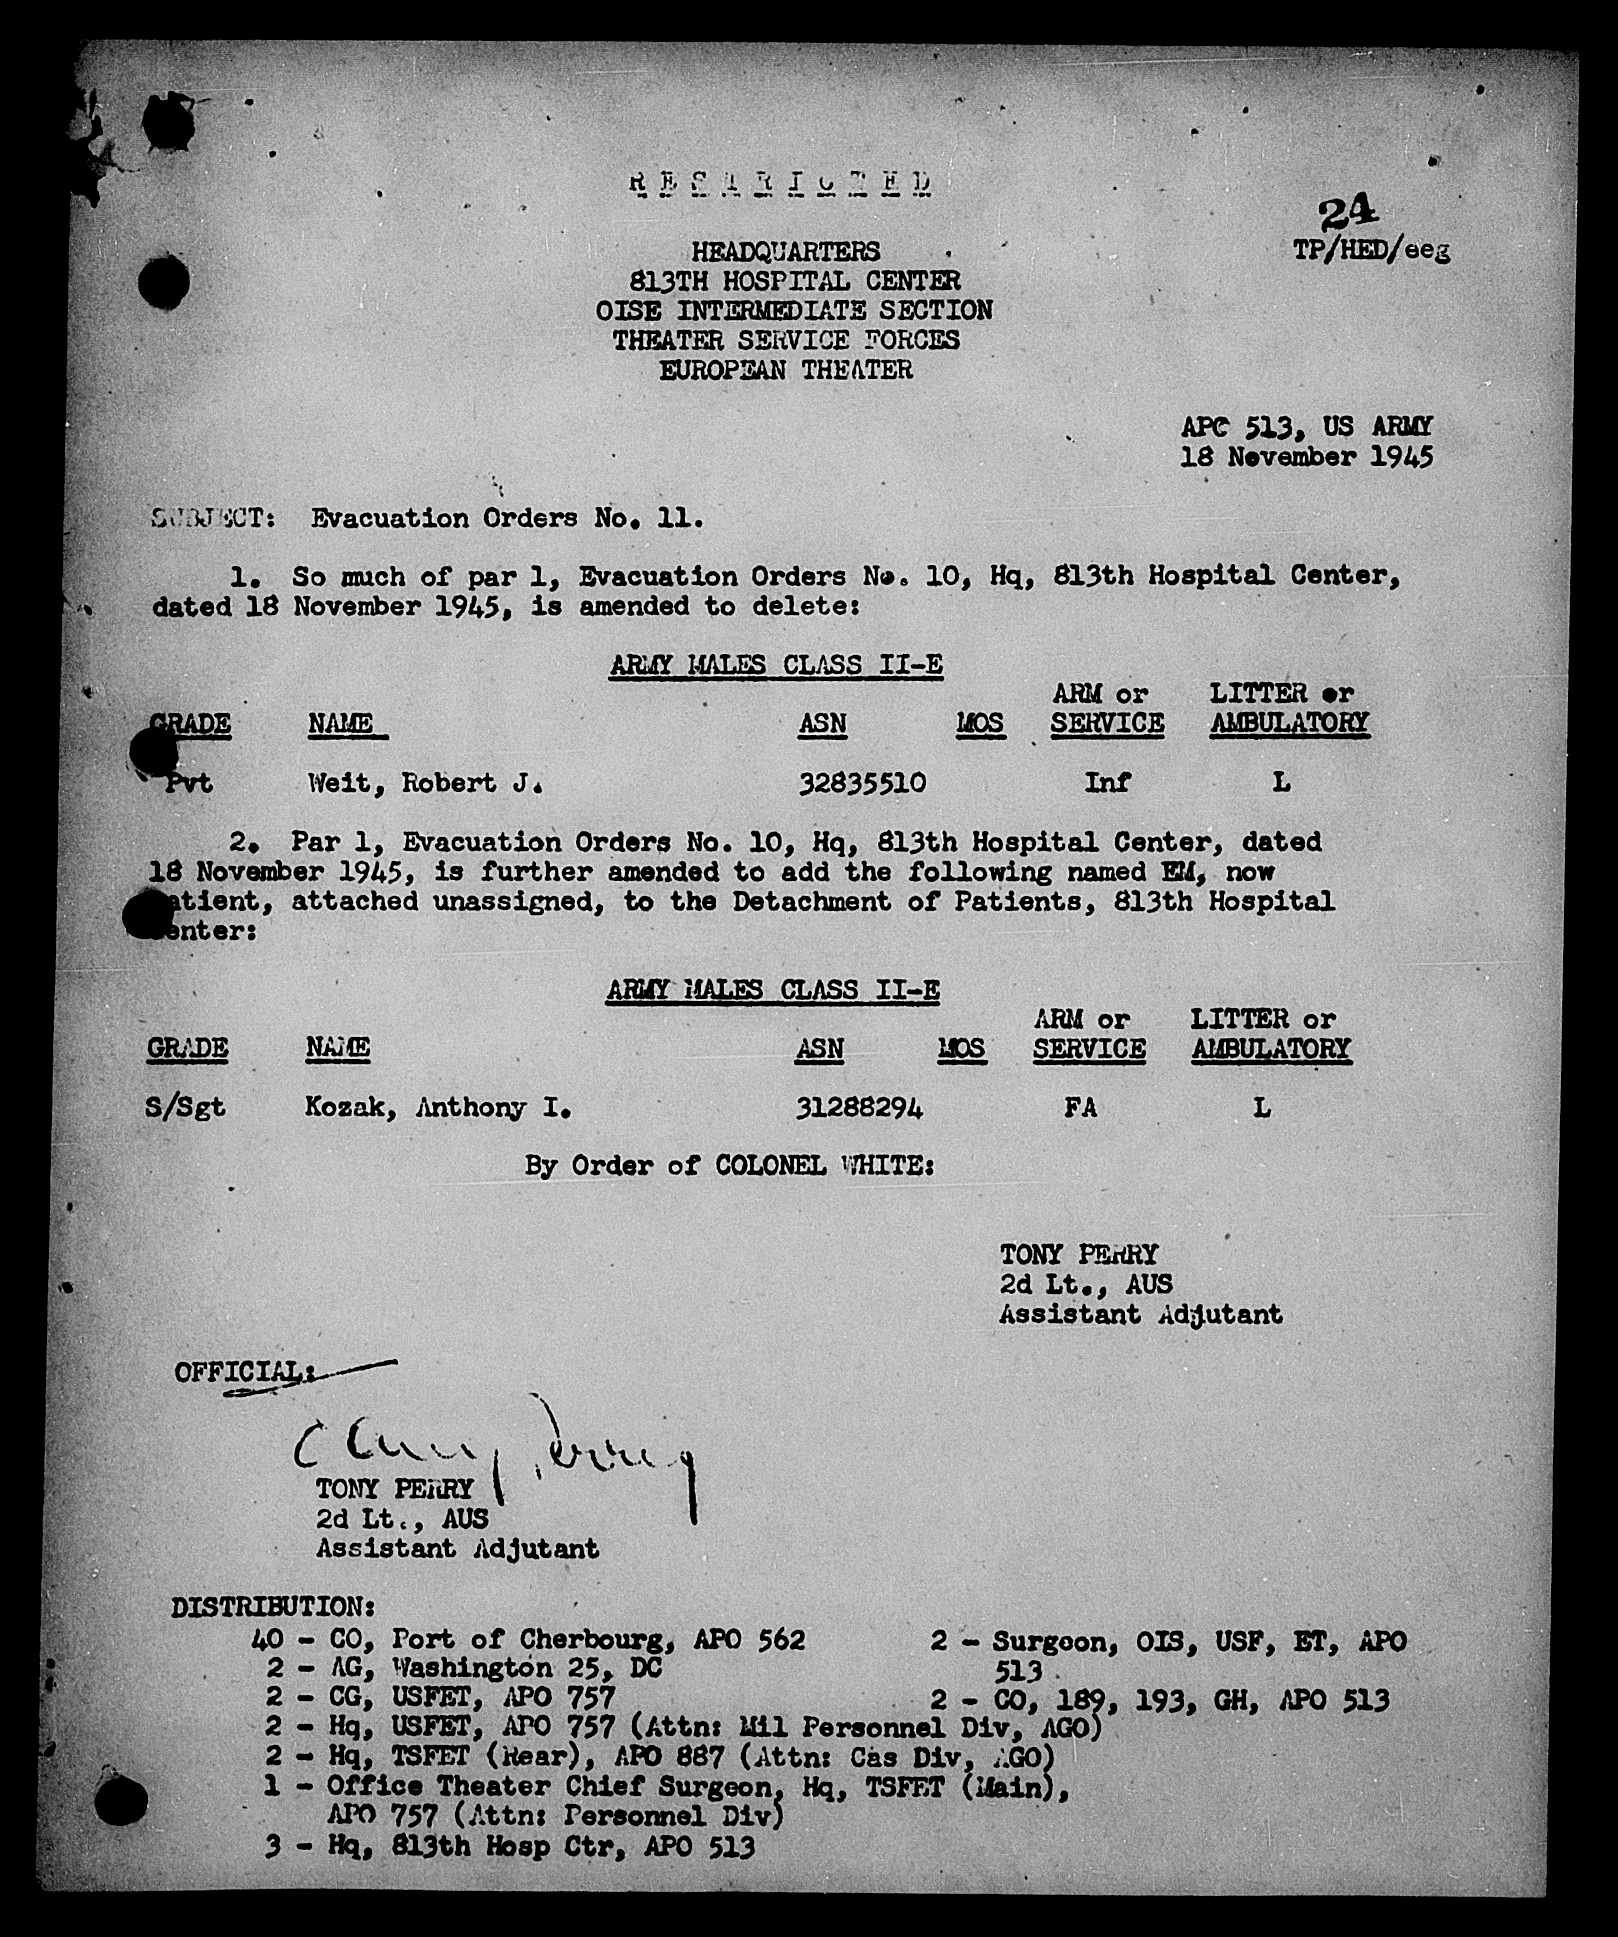 RESTRICTED
24
TP/HED/eeg
HEADQUARTERS
813TH HOSPITAL CENTER
OISE INTERMEDIATE SECTION
THEATER SERVICE FORCES
EUROPEAN THEATER
APO 513, US ARMY
18 November 1945
SUBJECT: Evacuation Orders No. 11.
1. So much of par 1, Evacuation Orders No. 10, Hq, 813th Hospital Center,
dated 18 November 1945, is amended to delete:
ARMY MALES CLASS II-E
ARM or LITTER or
GRADE NAME ASN MOS SERVICE AMBULATORY
Pvt Weit, Robert J. 32835510 Inf L
2. Par 1, Evacuation Orders No. 10, Hq, 813th Hospital Center, dated
18 November 1945, is further amended to add the following named EM, now
patient, attached unassigned, to the Detachment of Patients, 813th Hospital
Center:
ARMY MALES CLASS II-E
ARM or LITTER or
GRADE NAME ASN MOS SERVICE AMBULATORY
S/Sgt Kozak, Anthony I. 31288294 FA L
By Order of COLONEL WHITE:
TONY PERRY
2d Lt., AUS
Assistant Adjutant
OFFICIAL:
Tony Perry
TONY PERRY
2d Lt., AUS
Assistant Adjutant
DISTRIBUTION:
40 - CO, Port of Cherbourg, APO 562 2 - Surgeon, OIS, USF, ET, APO
2 - AG, Washington 25, DC 513
2 - CG, USFET, APO 757 2 - CO, 189, 193, GH, APO 513
2 - Hq, USFET, APO 757 (Attn: Mil Personnel Div, AGO)
2 - Hq, TSFET (Rear), APO 887 (Attn: Cas Div, AGO)
1 - Office Theater Chief Surgeon, Hq, TSFET (Main),
APO 757 (Attn: Personnel Div)
3 - Hq, 813th Hosp Ctr, APO 513